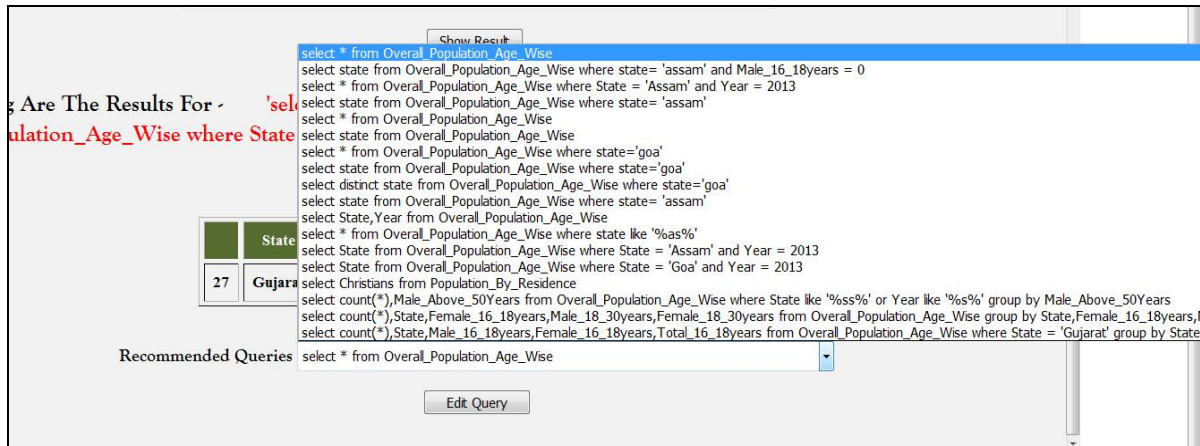 Show Result
select * from Overall_Population_Age_Wise
select state from Overall_Population_Age_Wise where state= 'assam' and Male_16_18years = 0
select * from Overall_Population_Age_Wise where State = 'Assam' and Year = 2013
Are The Results For - 'sel
select state from Overall_Population_Age_Wise where state= 'assam'
select * from Overall_Population_Age_Wise
ulation_Age_Wise where State
select state from Overall_Population_Age_Wise
select * from Overall_Population_Age_Wise where state='goa'
select state from Overall_Population_Age_Wise where state='goa'
select distinct state from Overall_Population_Age_Wise where state='goa'
select state from Overall_Population_Age_Wise where state= 'assam'
select State,Year from Overall_Population_Age_Wise
select * from Overall_Population_Age_Wise where state like '%as%'
State
select State from Overall_Population_Age_Wise where State = 'Assam' and Year = 2013
select State from Overall_Population_Age_Wise where State = 'Goa' and Year = 2013
27 Gujara
select Christians from Population_By_Residence
select count(*),Male_Above_50Years from Overall_Population_Age_Wise where State like '%ss%' or Year like '%s%' group by Male_Above_50Years
select count(*),State,Female_16_18years,Male_18_30years,Female_18_30years from Overall_Population_Age_Wise group by State,Female_16_18years,
select count(*),State,Male_16_18years,Female_16_18years,Total_16_18years from Overall_Population_Age_Wise where State = 'Gujarat' group by State
Recommended Queries select * from Overall_Population_Age_Wise
Edit Query